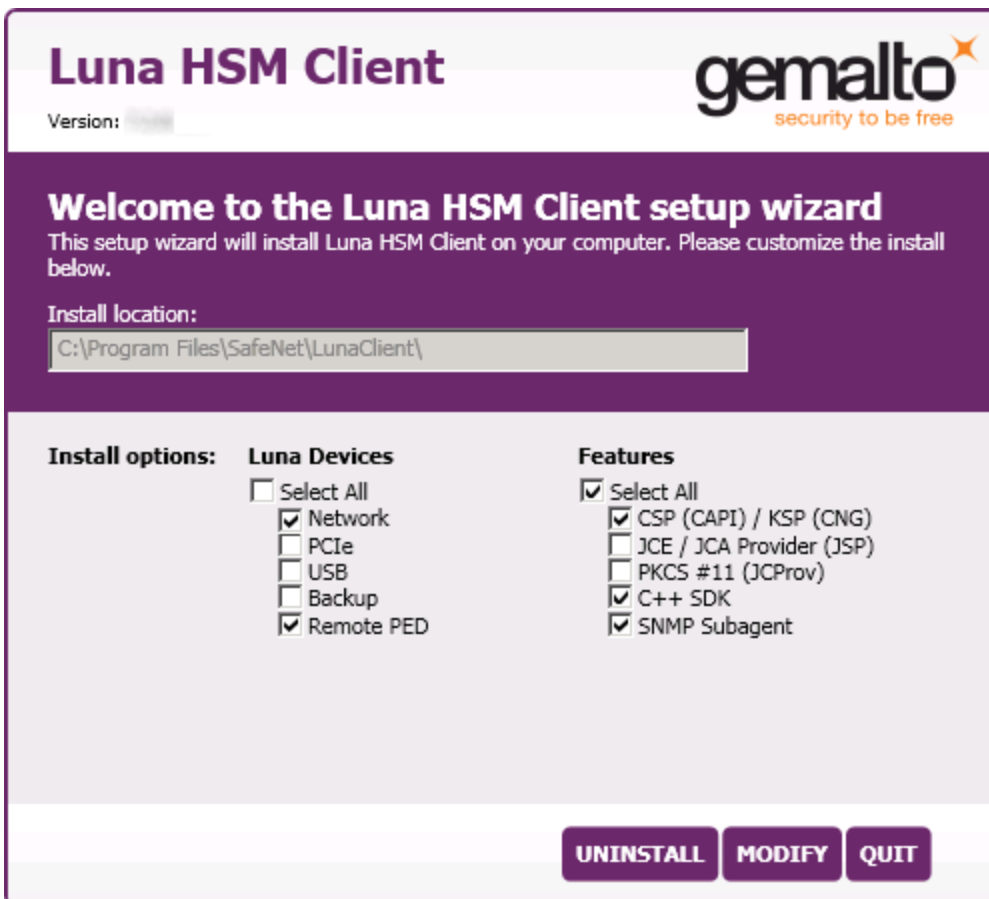 Luna HSM Client
gemalto
security to be free
Version:
Welcome to the Luna HSM Client setup wizard
This setup wizard will install Luna HSM Client on your computer. Please customize the install
below.
Install location:
C:\Program Files\SafeNet\LunaClient\
Install options:
Luna Devices
Select All
Network
PCIe
USB
Backup
Remote PED
Features
Select All
CSP (CAPI) / KSP (CNG)
JCE / JCA Provider (JSP)
PKCS #11 (JCProv)
C++ SDK
SNMP Subagent
UNINSTALL MODIFY QUIT